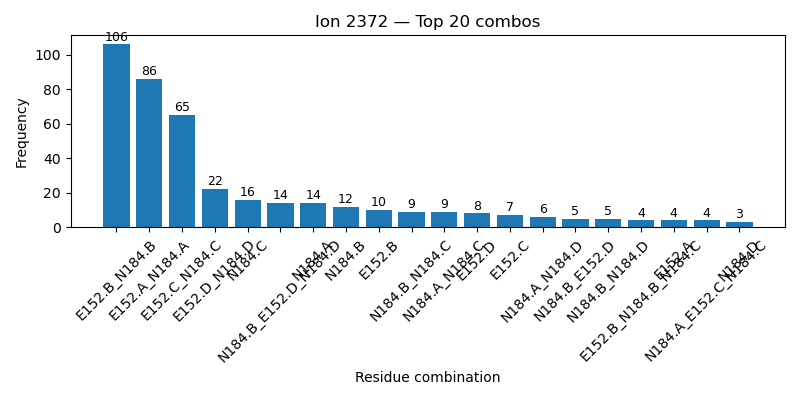 Ion 2372 — Top 20 combos
Frequency
100
80
60
40
20
0
106
86
65
22
16
14
14
12
10
9
9
8
7
6
5
5
4
4
4
3
E152.B_N184.B
E152.A_N184.A
E152.C_N184.C
E152.D_N184.D
N184.C
N184.B_E152.D_N184.D
N184.A
N184.B
E152.B
N184.B_N184.C
N184.A_N184.C
E152.D
E152.C
N184.A_N184.D
N184.B_E152.D
N184.B_N184.D
E152.B_N184.B_N184.C
E152.A
N184.A_E152.C_N184.C
N184.D
Residue combination